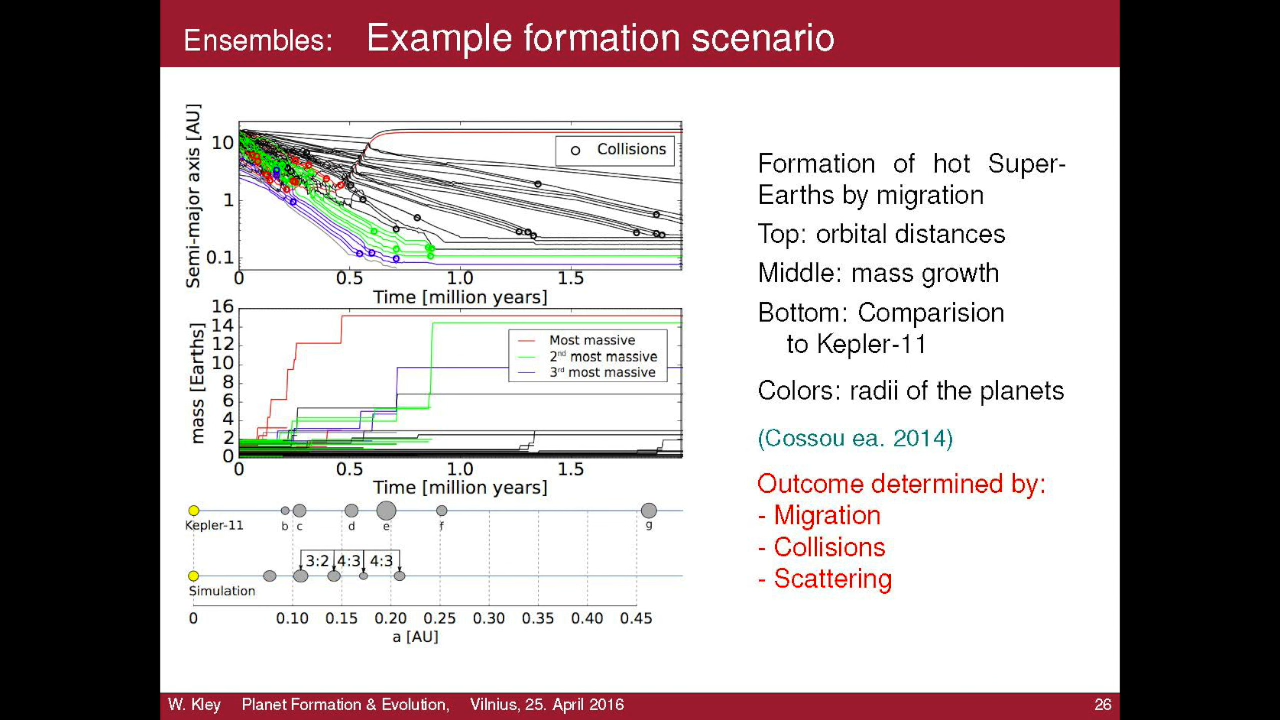 Ensembles: Example formation scenario
Semi-major axis [AU]
10
1
0.1
Collisions
0 0.5 1.0 1.5
Time [million years]
mass [Earths]
16
14
12
10
8
6
4
2
0
Most massive
2nd most massive
3rd most massive
0 0.5 1.0 1.5
Time [million years]
Kepler-11 b c d e f g
3:2 4:3 4:3
Simulation
0 0.10 0.15 0.20 0.25 0.30 0.35 0.40 0.45
a [AU]
Formation of hot Super-
Earths by migration
Top: orbital distances
Middle: mass growth
Bottom: Comparision
to Kepler-11
Colors: radii of the planets
(Cossou ea. 2014)
Outcome determined by:
- Migration
- Collisions
- Scattering
W. Kley Planet Formation & Evolution, Vilnius, 25. April 2016 26